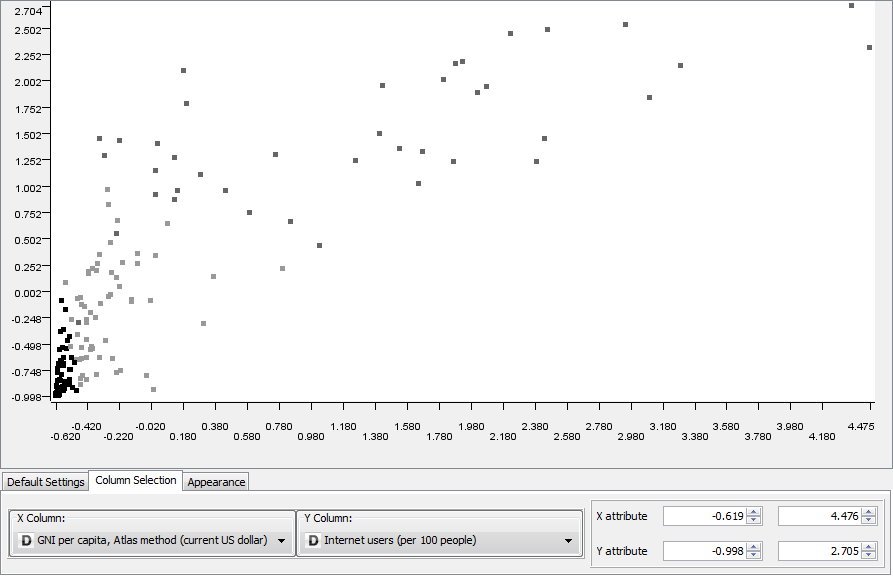 2.704
2.502
2.252
2.002
1.752
1.502
1.252
1.002
0.752
0.502
0.252
0.002
-0.248
-0.498
-0.748
-0.998
-0.420 -0.020 0.380 0.780 1.180 1.580 1.980 2.380 2.780 3.180 3.580 3.980 4.475
-0.620 -0.220 0.180 0.580 0.980 1.380 1.780 2.180 2.580 2.980 3.380 3.780 4.180
Default Settings Column Selection Appearance
X Column: Y Column:
D GNI per capita, Atlas method (current US dollar) D Internet users (per 100 people)
X attribute -0.619 4.476
Y attribute -0.998 2.705